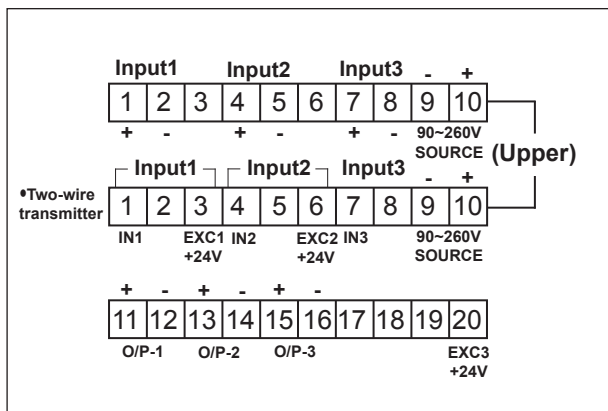 Input1 Input2 Input3 - +
1 2 3 4 5 6 7 8 9 10
+ - + - + - 90~260V
SOURCE
(Upper)
Input1 Input2 Input3 - +
•Two-wire
transmitter
1 2 3 4 5 6 7 8 9 10
IN1 EXC1 IN2 EXC2 IN3 90~260V
+24V +24V SOURCE
+ - + - + -
11 12 13 14 15 16 17 18 19 20
O/P-1 O/P-2 O/P-3 EXC3
+24V